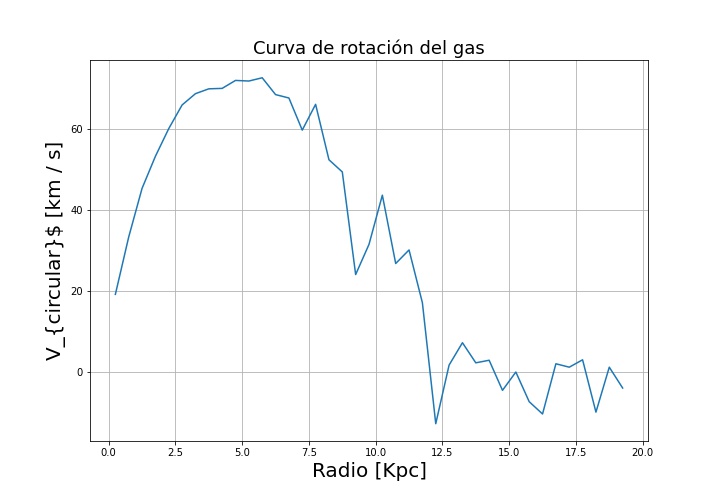 Curva de rotación del gas
V_{circular}$ [km / s]
60
40
20
0
0.0 2.5 5.0 7.5 10.0 12.5 15.0 17.5 20.0
Radio [Kpc]